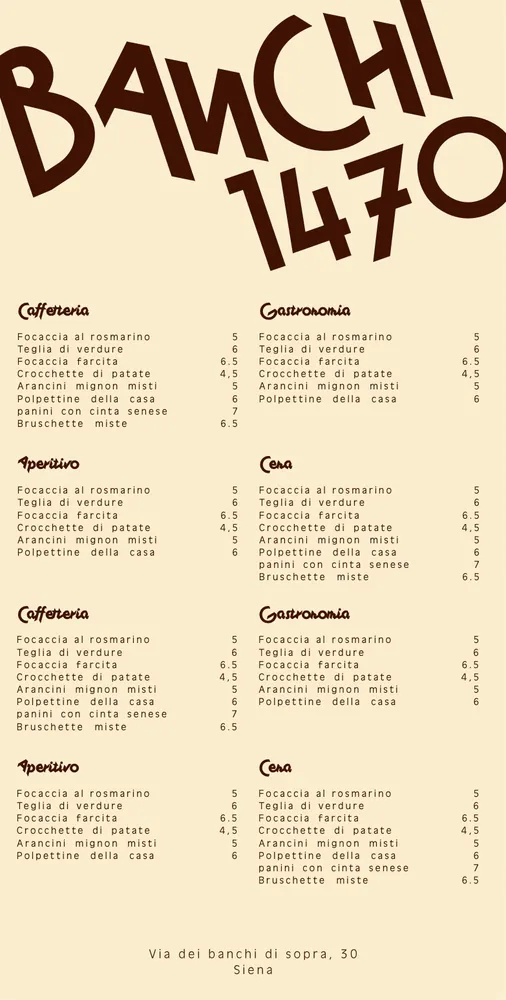 BANCHI
1470
Caffetteria
Focaccia al rosmarino 5
Teglia di verdure 6
Focaccia farcita 6.5
Crocchette di patate 4,5
Arancini mignon misti 5
Polpettine della casa 6
panini con cinta senese 7
Bruschette miste 6.5
Gastronomia
Focaccia al rosmarino 5
Teglia di verdure 6
Focaccia farcita 6.5
Crocchette di patate 4,5
Arancini mignon misti 5
Polpettine della casa 6
Aperitivo
Focaccia al rosmarino 5
Teglia di verdure 6
Focaccia farcita 6.5
Crocchette di patate 4,5
Arancini mignon misti 5
Polpettine della casa 6
Cena
Focaccia al rosmarino 5
Teglia di verdure 6
Focaccia farcita 6.5
Crocchette di patate 4,5
Arancini mignon misti 5
Polpettine della casa 6
panini con cinta senese 7
Bruschette miste 6.5
Caffetteria
Focaccia al rosmarino 5
Teglia di verdure 6
Focaccia farcita 6.5
Crocchette di patate 4,5
Arancini mignon misti 5
Polpettine della casa 6
panini con cinta senese 7
Bruschette miste 6.5
Gastronomia
Focaccia al rosmarino 5
Teglia di verdure 6
Focaccia farcita 6.5
Crocchette di patate 4,5
Arancini mignon misti 5
Polpettine della casa 6
Aperitivo
Focaccia al rosmarino 5
Teglia di verdure 6
Focaccia farcita 6.5
Crocchette di patate 4,5
Arancini mignon misti 5
Polpettine della casa 6
Cena
Focaccia al rosmarino 5
Teglia di verdure 6
Focaccia farcita 6.5
Crocchette di patate 4,5
Arancini mignon misti 5
Polpettine della casa 6
panini con cinta senese 7
Bruschette miste 6.5
Via dei banchi di sopra, 30
Siena